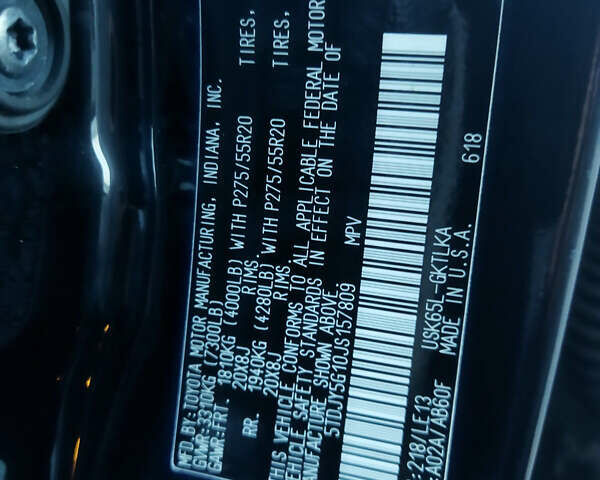 MFD.BY: TOYOTA MOTOR MANUFACTURING, INDIANA, INC.
GVWR-3310KG (7300LB)
GAWR-FRT. 1810KG (4000LB) WITH P275/55R20 TIRES,
20X8J RIMS.
RR. 1940KG (4280LB) WITH P275/55R20 TIRES,
20X8J RIMS.
THIS VEHICLE CONFORMS TO ALL APPLICABLE FEDERAL MOTOR
VEHICLE SAFETY STANDARDS IN EFFECT ON THE DATE OF
MANUFACTURE SHOWN ABOVE.
MPV
USK65L-GKTLKA
:218/LE13
:A02A/AB60F MADE IN U.S.A. 618